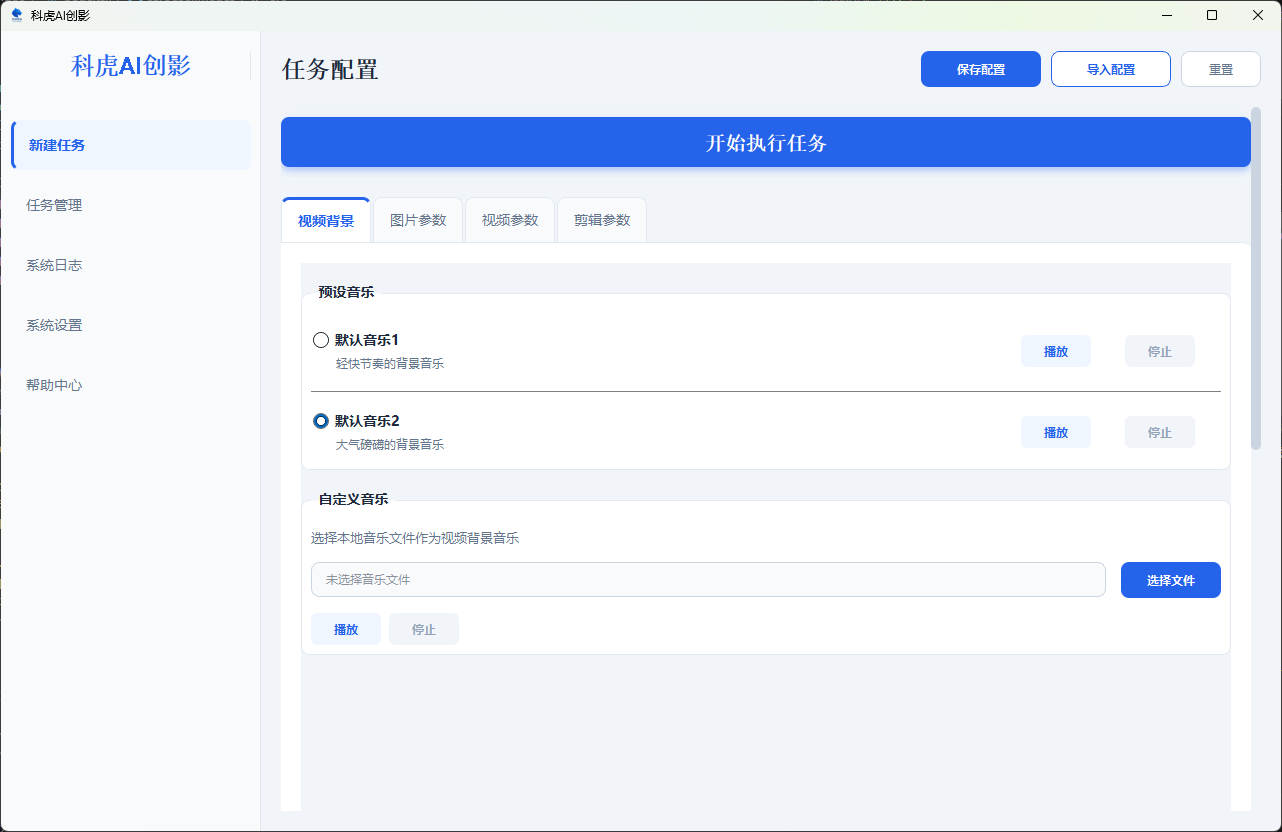 科虎AI创影
科虎AI创影
任务配置
保存配置
导入配置
重置
新建任务
任务管理
系统日志
系统设置
帮助中心
开始执行任务
视频背景
图片参数
视频参数
剪辑参数
预设音乐
默认音乐1
轻快节奏的背景音乐
播放
停止
默认音乐2
大气磅礴的背景音乐
播放
停止
自定义音乐
选择本地音乐文件作为视频背景音乐
未选择音乐文件
选择文件
播放
停止